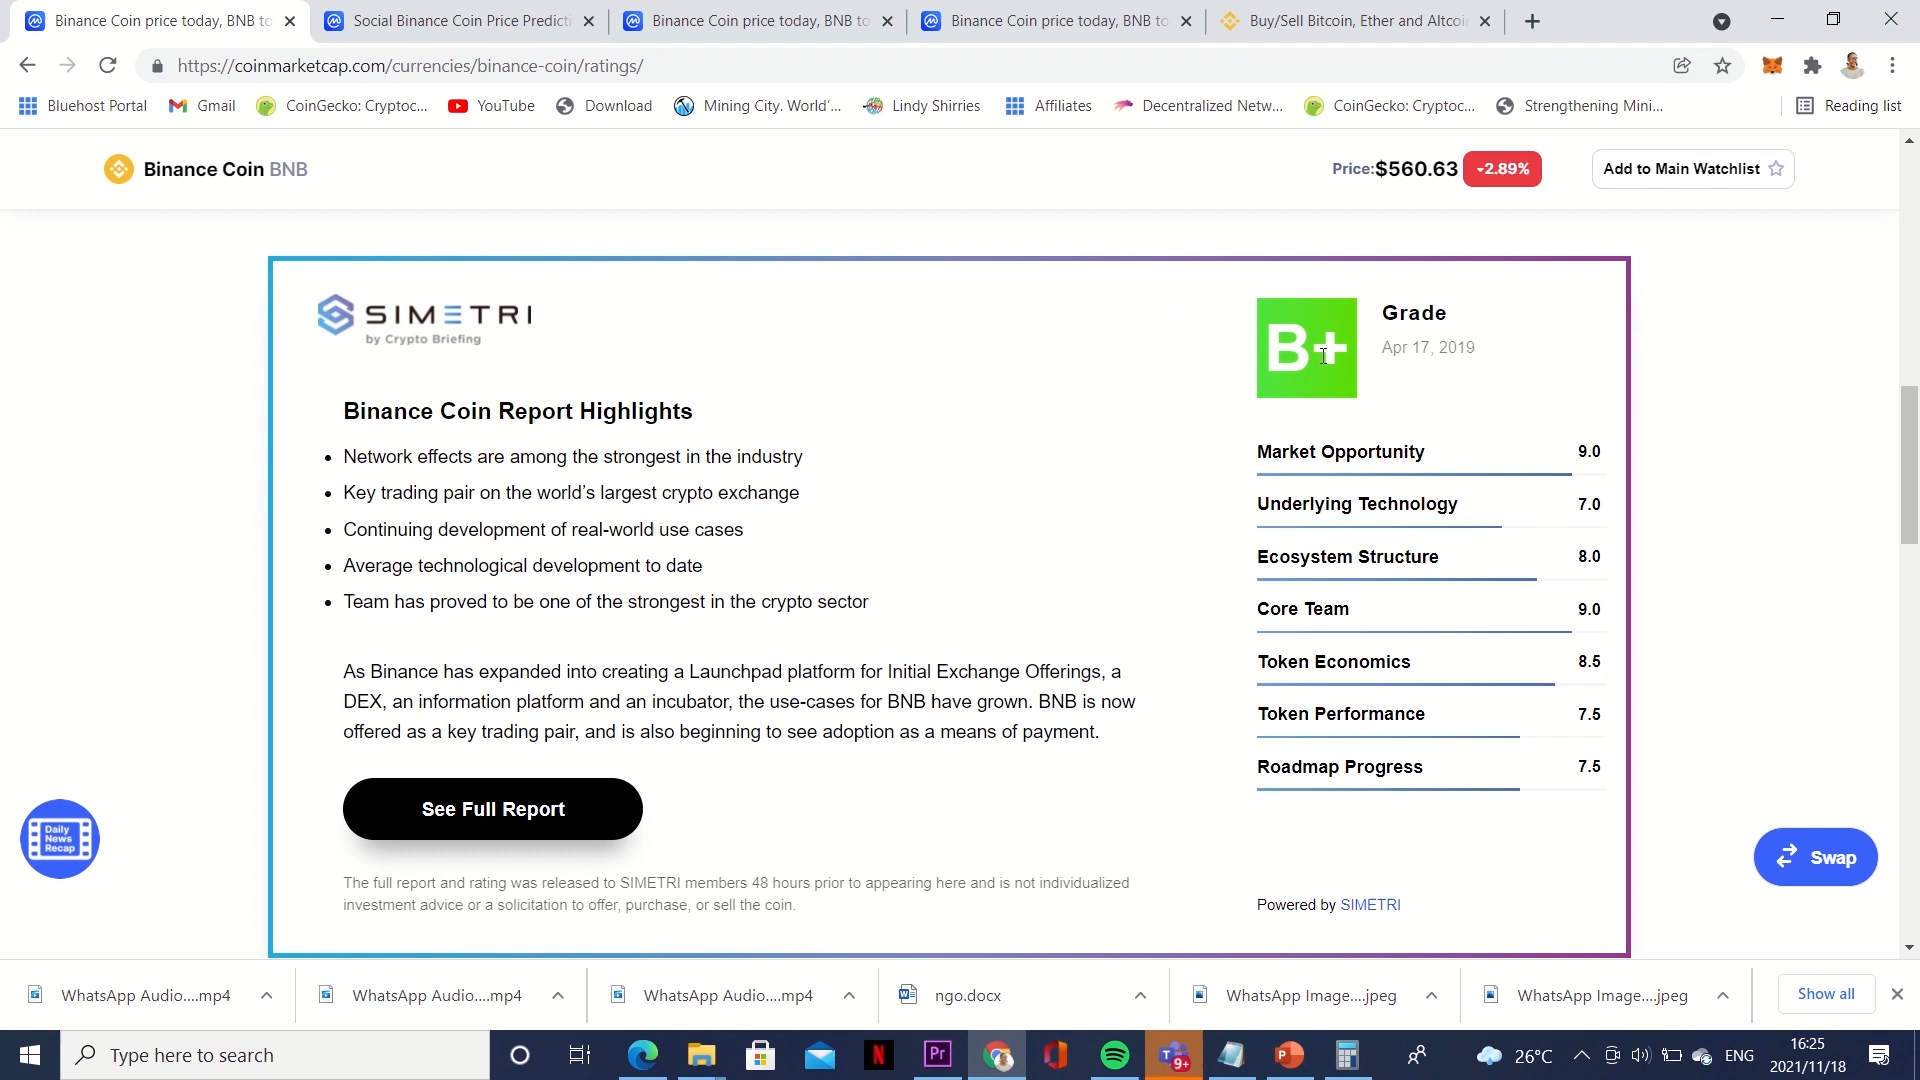 Binance Coin price today, BNB to
Social Binance Coin Price Predicti
Binance Coin price today, BNB to
Binance Coin price today, BNB to
Buy/Sell Bitcoin, Ether and Altcoi
https://coinmarketcap.com/currencies/binance-coin/ratings/
Bluehost Portal
Gmail
CoinGecko: Cryptoc...
YouTube
Download
Mining City. World'...
Lindy Shirries
Affiliates
Decentralized Netw...
CoinGecko: Cryptoc...
Strengthening Mini...
Reading list
Binance Coin BNB
Price:$560.63 -2.89%
Add to Main Watchlist
SIMETRI
by Crypto Briefing
B+
Grade
Apr 17, 2019
Binance Coin Report Highlights
• Network effects are among the strongest in the industry
• Key trading pair on the world's largest crypto exchange
• Continuing development of real-world use cases
• Average technological development to date
• Team has proved to be one of the strongest in the crypto sector
As Binance has expanded into creating a Launchpad platform for Initial Exchange Offerings, a
DEX, an information platform and an incubator, the use-cases for BNB have grown. BNB is now
offered as a key trading pair, and is also beginning to see adoption as a means of payment.
See Full Report
The full report and rating was released to SIMETRI members 48 hours prior to appearing here and is not individualized
investment advice or a solicitation to offer, purchase, or sell the coin.
Market Opportunity 9.0
Underlying Technology 7.0
Ecosystem Structure 8.0
Core Team 9.0
Token Economics 8.5
Token Performance 7.5
Roadmap Progress 7.5
Powered by SIMETRI
Daily
News
Recap
Swap
WhatsApp Audio....mp4
WhatsApp Audio....mp4
WhatsApp Audio....mp4
ngo.docx
WhatsApp Image....jpeg
WhatsApp Image....jpeg
Show all
Type here to search
N
Pr
T
9+
P
26°C
ENG
16:25
2021/11/18